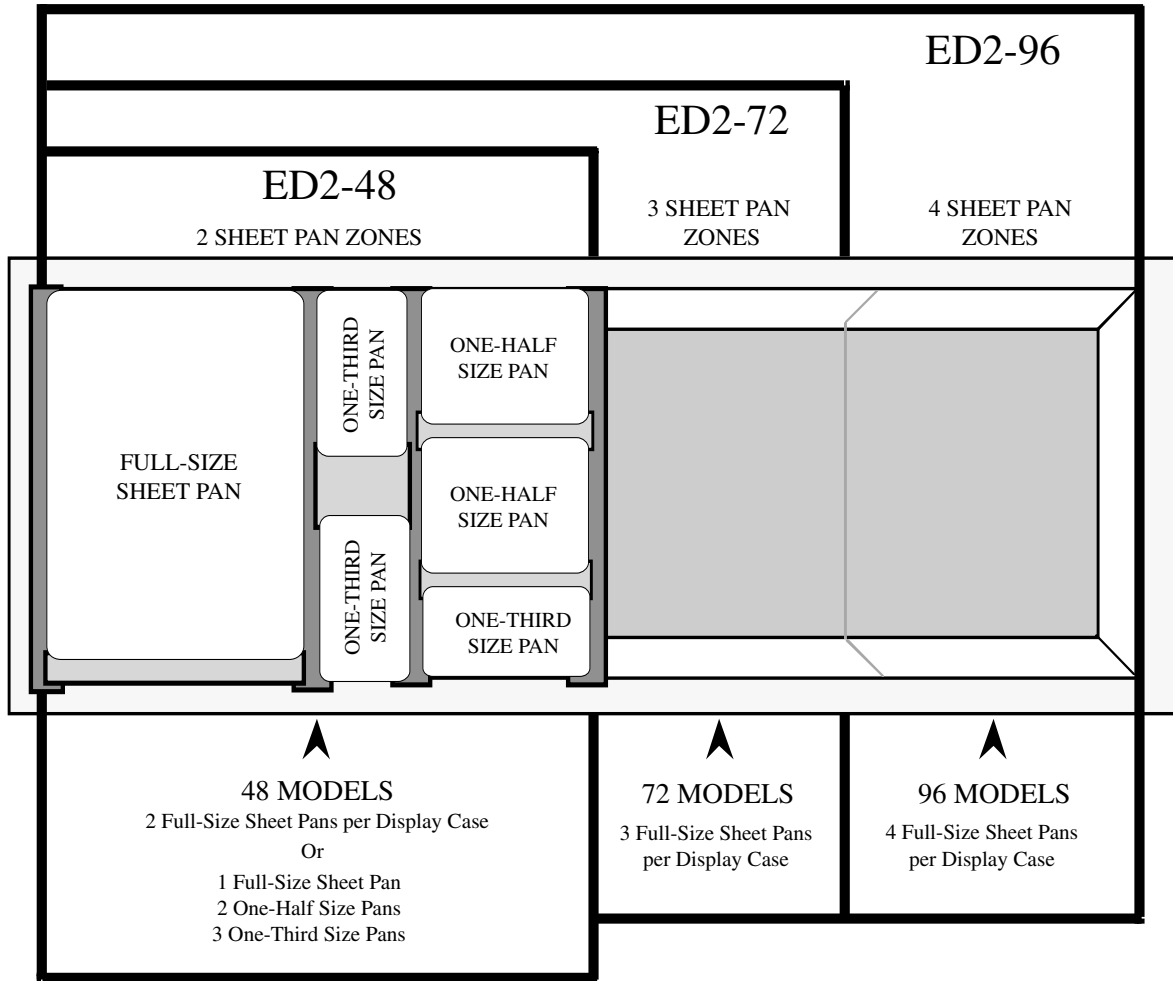 ED2-96
ED2-72
ED2-48
3 SHEET PAN
ZONES
4 SHEET PAN
ZONES
2 SHEET PAN ZONES
FULL-SIZE
SHEET PAN
ONE-THIRD
SIZE PAN
ONE-THIRD
SIZE PAN
ONE-HALF
SIZE PAN
ONE-HALF
SIZE PAN
ONE-THIRD
SIZE PAN
48 MODELS
2 Full-Size Sheet Pans per Display Case
Or
1 Full-Size Sheet Pan
2 One-Half Size Pans
3 One-Third Size Pans
72 MODELS
3 Full-Size Sheet Pans
per Display Case
96 MODELS
4 Full-Size Sheet Pans
per Display Case